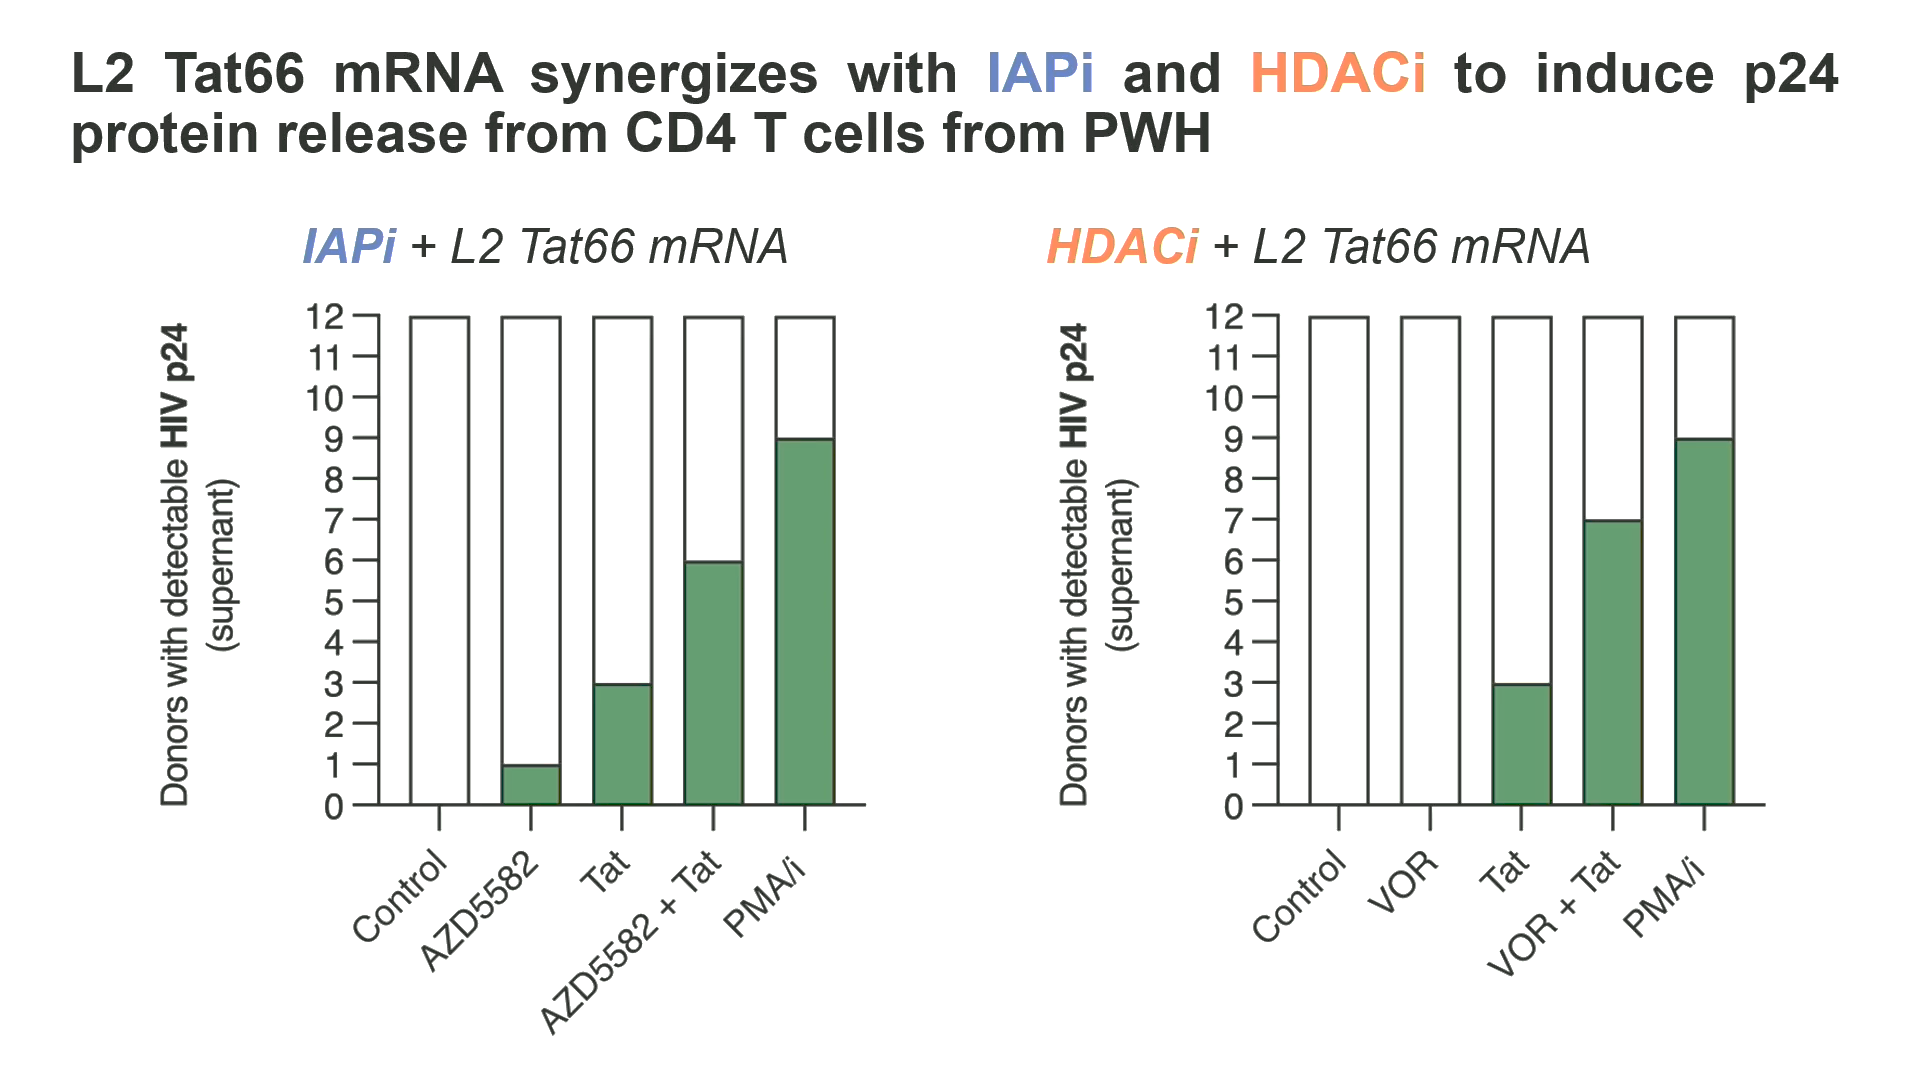 L2 Tat66 mRNA synergizes with IAPi and HDACi to induce p24
protein release from CD4 T cells from PWH
IAPi + L2 Tat66 mRNA
Donors with detectable HIV p24
(supernant)
12
11
10
9
8
7
6
5
4
3
2
1
0
Control
AZD5582
Tat
AZD5582 + Tat
PMA/i
HDACi + L2 Tat66 mRNA
Donors with detectable HIV p24
(supernant)
12
11
10
9
8
7
6
5
4
3
2
1
0
Control
VOR
Tat
VOR + Tat
PMA/i